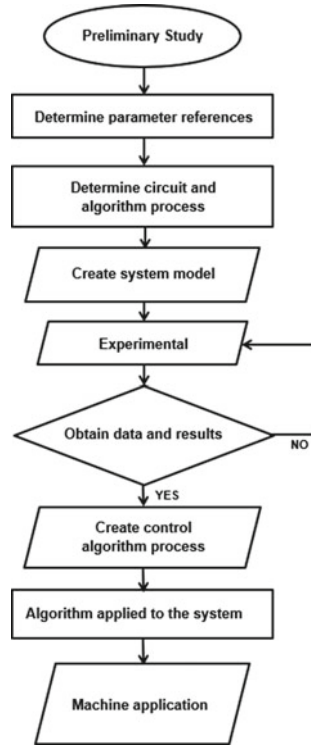 Preliminary Study
Determine parameter references
Determine circuit and
algorithm process
Create system model
Experimental
Obtain data and results
NO
YES
Create control
algorithm process
Algorithm applied to the system
Machine application